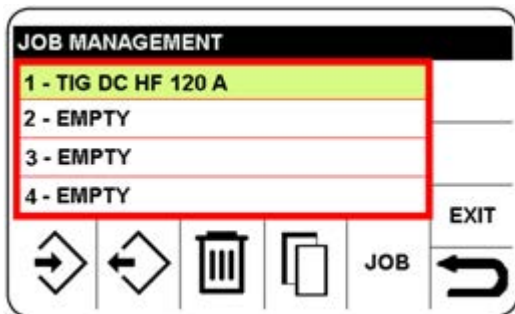 JOB MANAGEMENT
1 - TIG DC HF 120 A
2 - EMPTY
3 - EMPTY
4 - EMPTY
EXIT
JOB